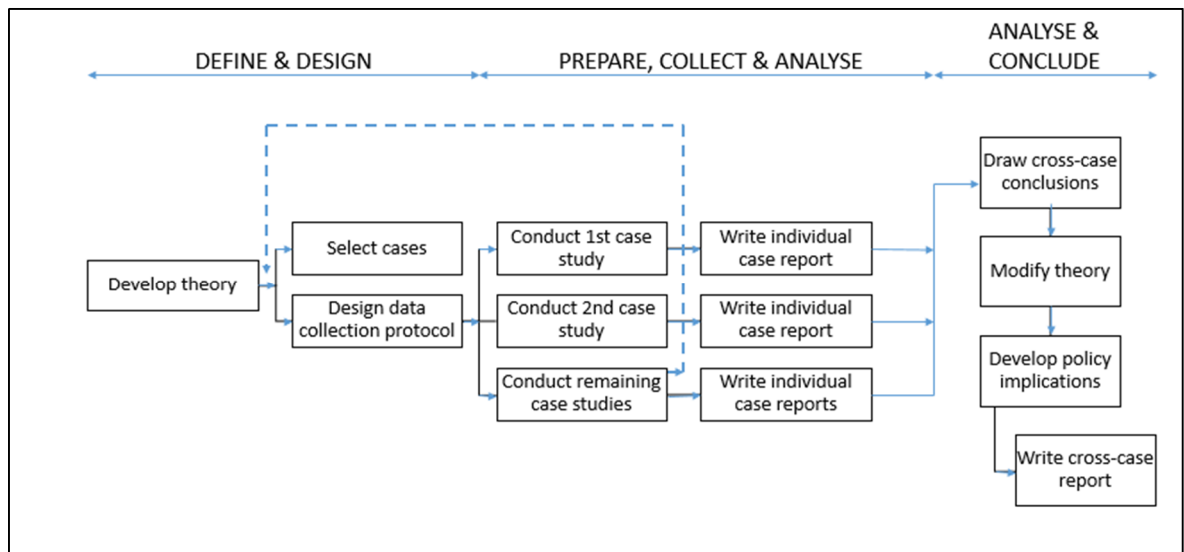 DEFINE & DESIGN
PREPARE, COLLECT & ANALYSE
ANALYSE &
CONCLUDE
Develop theory
Select cases
Design data
collection protocol
Conduct 1st case
study
Conduct 2nd case
study
Conduct remaining
case studies
Write individual
case report
Write individual
case report
Write individual
case reports
Draw cross-case
conclusions
Modify theory
Develop policy
implications
Write cross-case
report